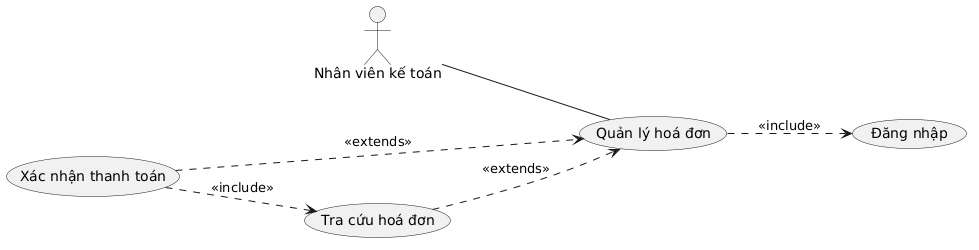 Nhân viên kế toán
«extends»
«include»
Quản lý hoá đơn
Đăng nhập
Xác nhận thanh toán
«include»
«extends»
Tra cứu hoá đơn